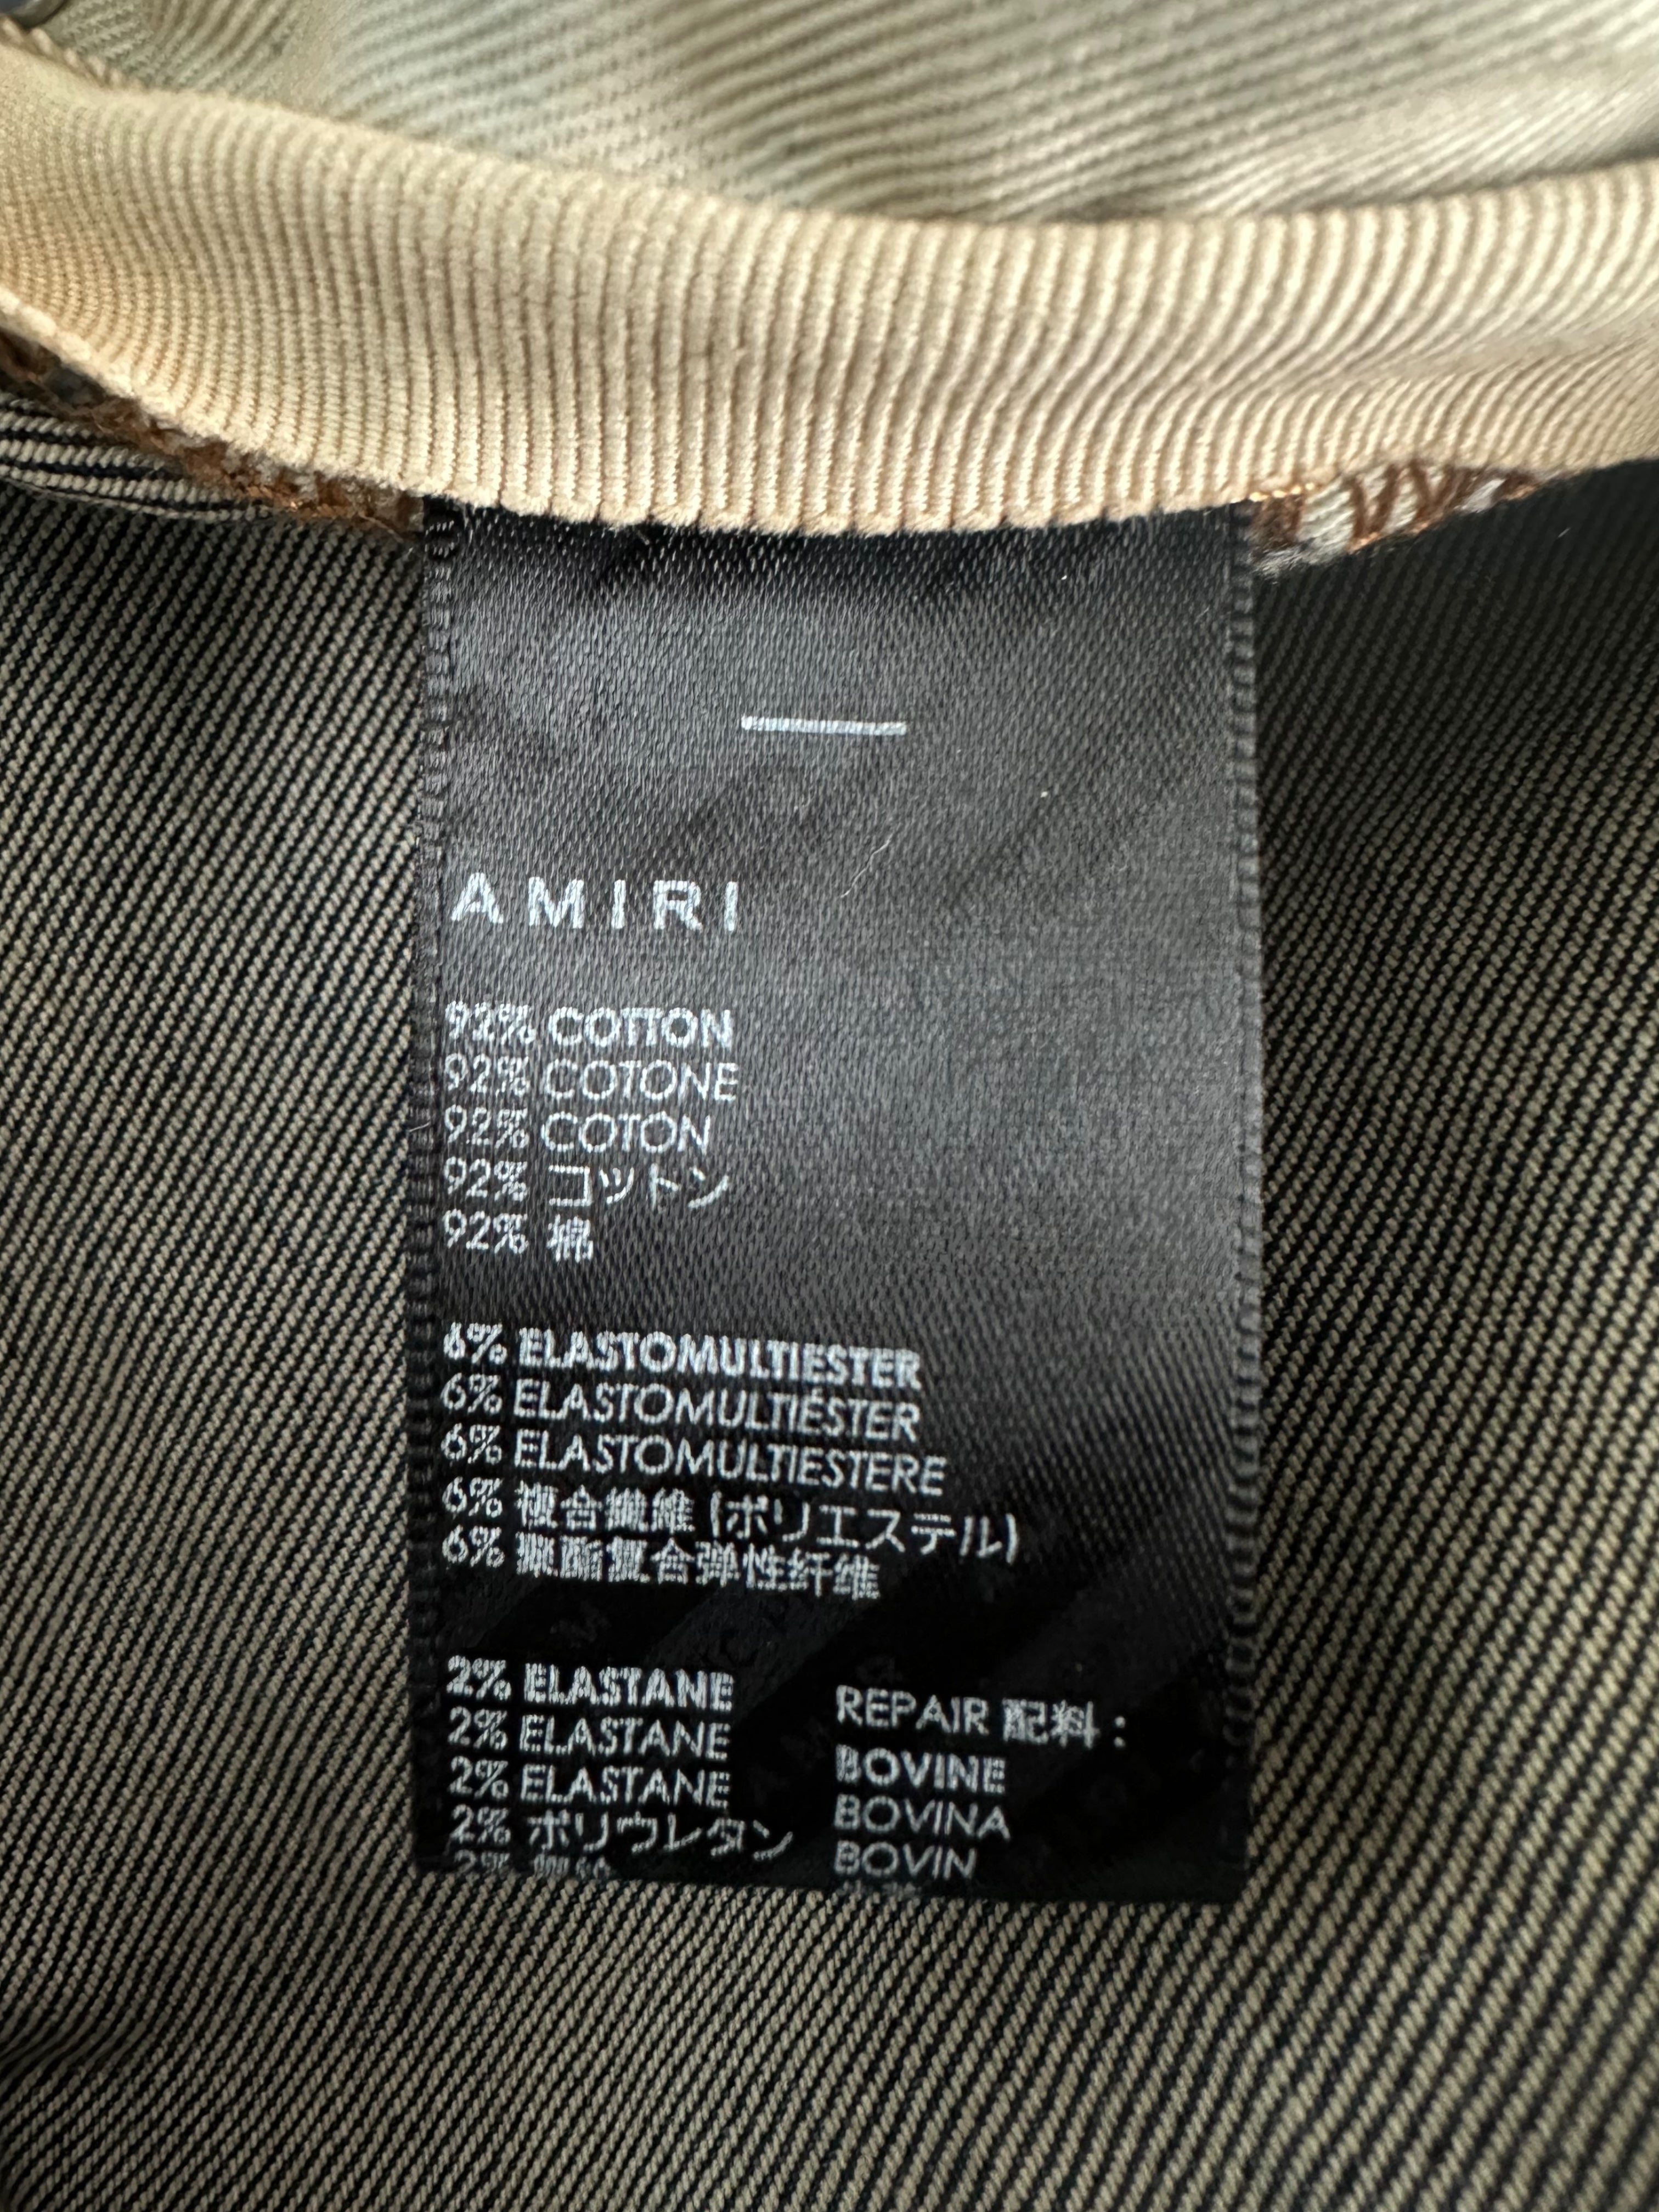 AMIRI
92% COTTON
92% COTONE
92% COTON
92% コットン
92% 棉
6% ELASTOMULTIESTER
6% ELASTOMULTIÉSTER
6% ELASTOMULTIESTERE
6% 複合繊維 (ポリエステル)
6% 聚酯复合弹性纤维
2% ELASTANE
2% ELASTANE
2% ELASTANE
2% ポリウレタン
2%
REPAIR 配料 :
BOVINE
BOVINA
BOVIN